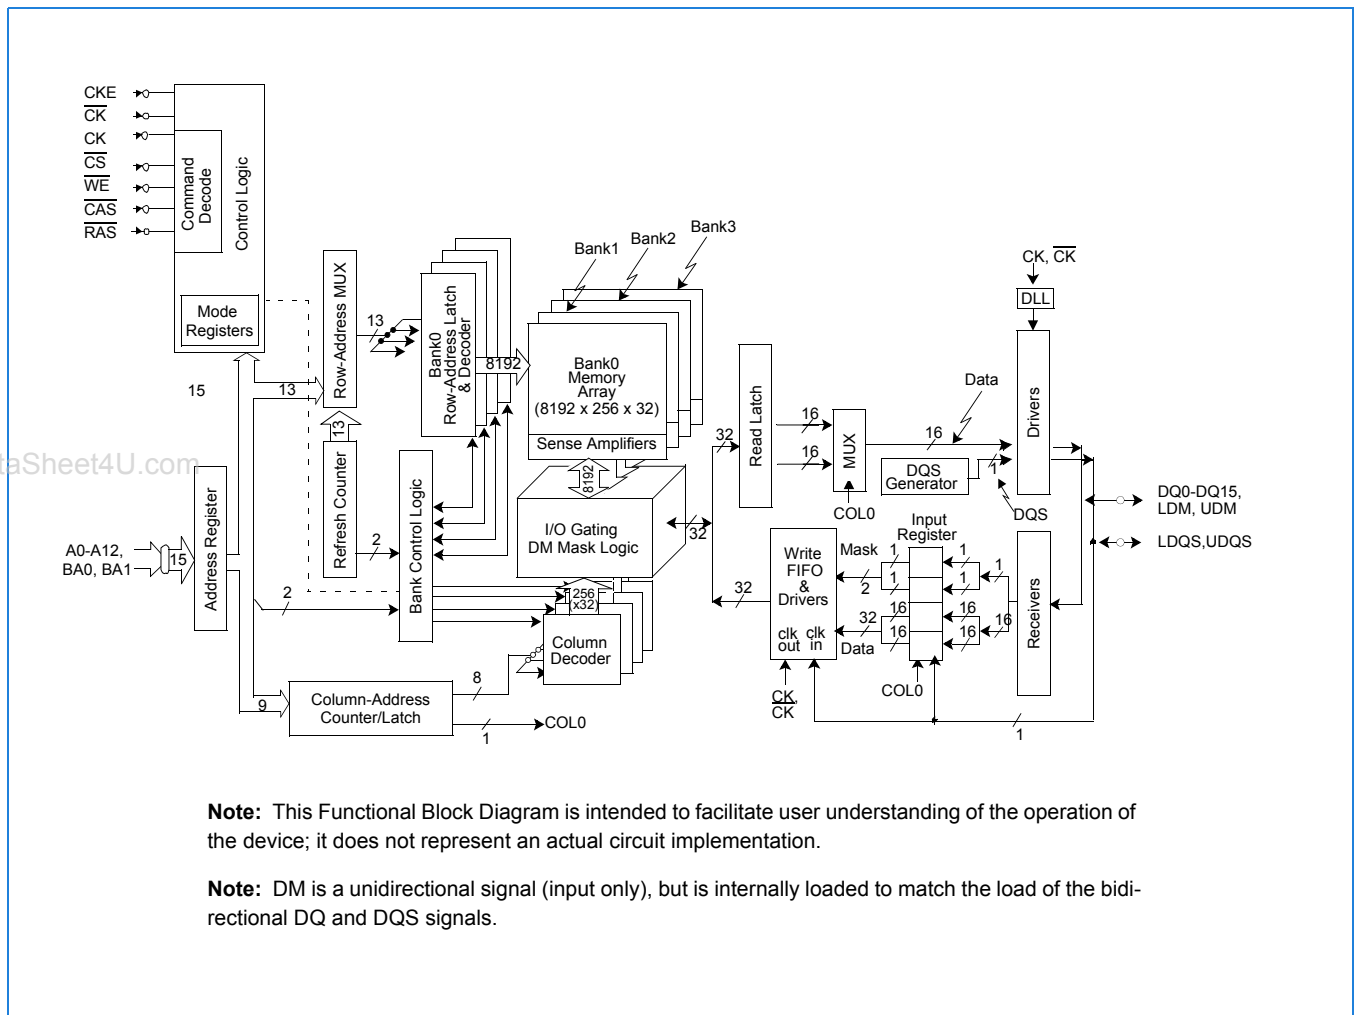 CKE
CK
CK
CS
WE
CAS
RAS
Command Decode
Control Logic
Mode Registers
15
13
Row-Address MUX
13
Refresh Counter
13
Bank0 Row-Address Latch & Decoder
8192
Bank1
Bank2
Bank3
Bank0
Memory
Array
(8192 x 256 x 32)
Sense Amplifiers
8192
I/O Gating
DM Mask Logic
32
taSheet4U.com
A0-A12,
BA0, BA1
15
Address Register
2
2
Bank Control Logic
256
(x32)
Column
Decoder
9
Column-Address
Counter/Latch
8
1
COL0
32
Read Latch
16
16
MUX
COL0
16
Data
DQS
Generator
1
DQS
CK, CK
DLL
Drivers
DQ0-DQ15,
LDM, UDM
LDQS,UDQS
32
Write
FIFO
&
Drivers
clk clk
out in
CK,
CK
Mask
1
1
2
16
32
16
Data
Input
Register
COL0
1
1
1
16
16
16
Receivers
1
Note: This Functional Block Diagram is intended to facilitate user understanding of the operation of
the device; it does not represent an actual circuit implementation.
Note: DM is a unidirectional signal (input only), but is internally loaded to match the load of the bidi-
rectional DQ and DQS signals.